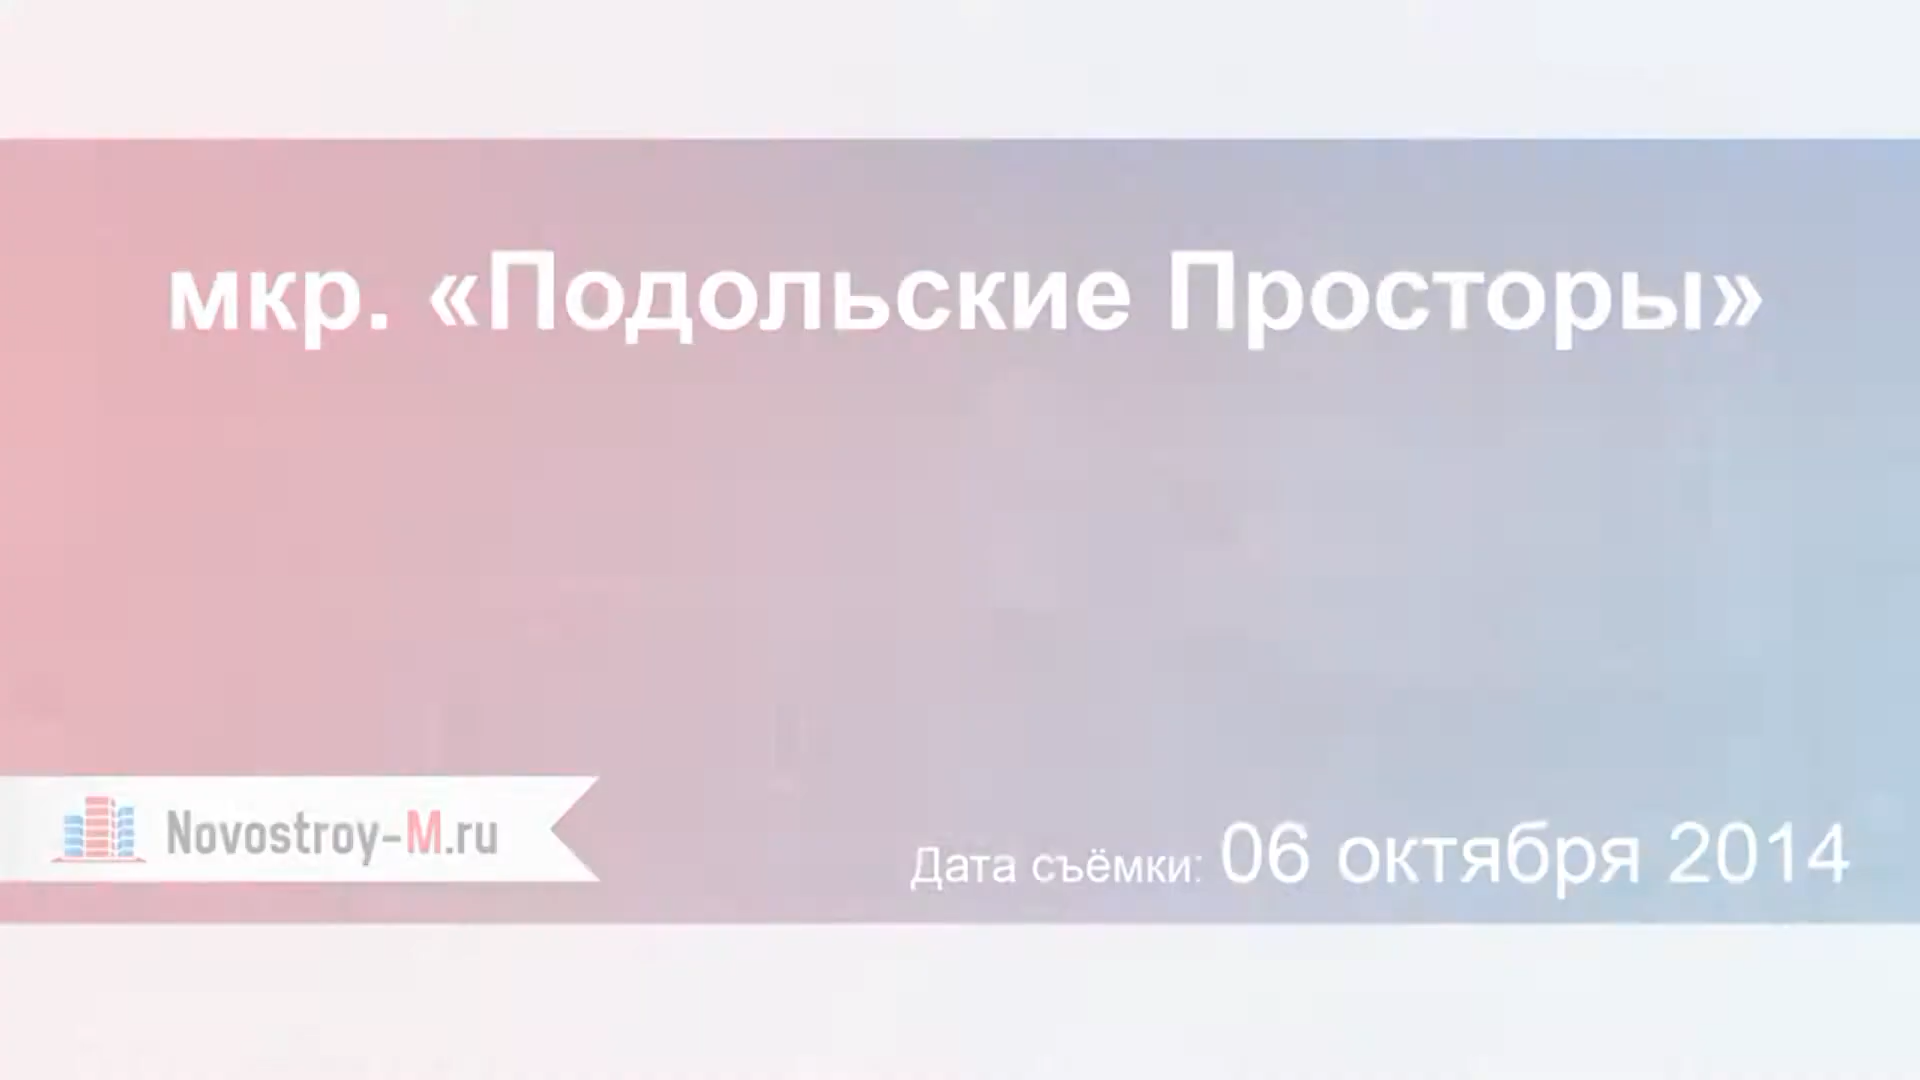 мкр. «Подольские Просторы»
Novostroy-M.ru
Дата съёмки: 06 октября 2014